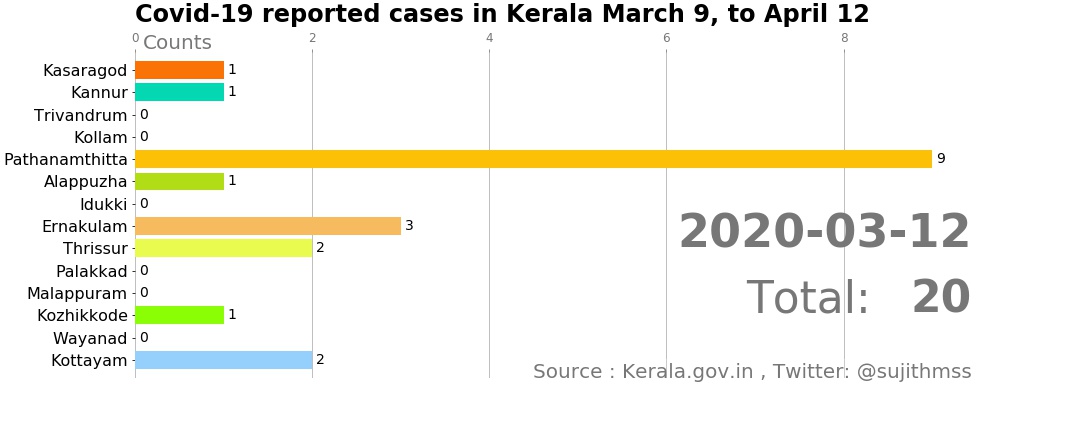 Covid-19 reported cases in Kerala March 9, to April 12
0 2 4 6 8
Counts
Kasaragod 1
Kannur 1
Trivandrum 0
Kollam 0
Pathanamthitta 9
Alappuzha 1
Idukki 0
Ernakulam 3
Thrissur 2
Palakkad 0
Malappuram 0
Kozhikkode 1
Wayanad 0
Kottayam 2
2020-03-12
Total: 20
Source : Kerala.gov.in , Twitter: @sujithmss